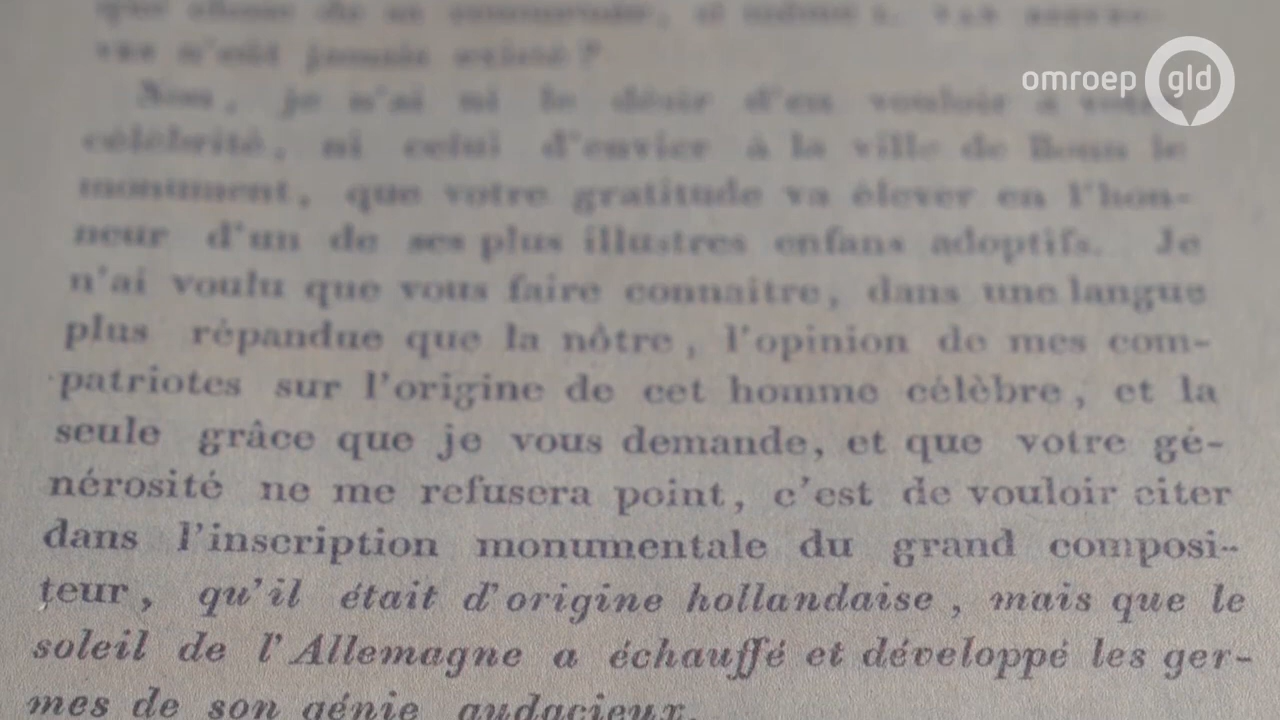 omroep gld
n'eût jamais existé?
Non, je n'ai ni le désir d'en vouloir à votre
célébrité, ni celui d'envier à la ville de Bonn le
monument, que votre gratitude va élever en l'hon-
neur d'un de ses plus illustres enfans adoptifs. Je
n'ai voulu que vous faire connaitre, dans une langue
plus répandue que la nôtre, l'opinion de mes com-
patriotes sur l'origine de cet homme célèbre, et la
seule grâce que je vous demande, et que votre gé-
nérosité ne me refusera point, c'est de vouloir citer
dans l'inscription monumentale du grand composi-
teur, qu'il était d'origine hollandaise, mais que le
soleil de l'Allemagne a échauffé et développé les ger-
mes de son génie audacieux.